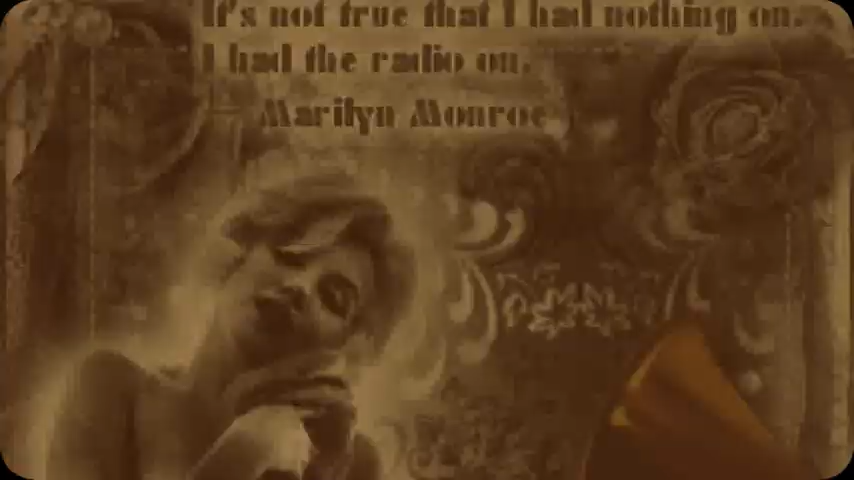 It's not true that I had nothing on.
I had the radio on.
— Marilyn Monroe